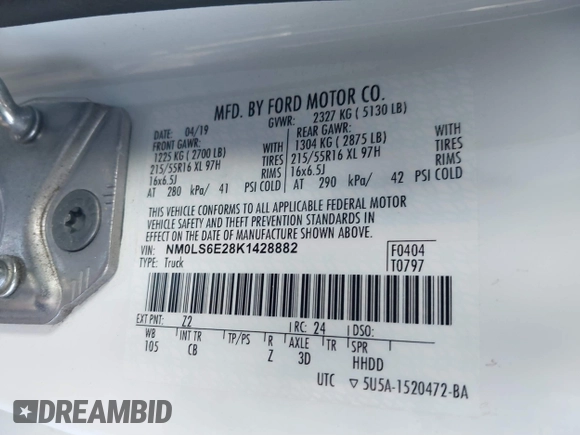 MFD. BY FORD MOTOR CO.
DATE: 04/19 GVWR: 2327 KG ( 5130 LB)
FRONT GAWR: REAR GAWR:
1225 KG ( 2700 LB) 1304 KG ( 2875 LB)
215/55R16 XL 97H TIRES 215/55R16 XL 97H TIRES
16x6.5J RIMS 16x6.5J RIMS
AT 280 kPa/ 41 PSI COLD AT 290 kPa/ 42 PSI COLD
THIS VEHICLE CONFORMS TO ALL APPLICABLE FEDERAL MOTOR
VEHICLE SAFETY AND THEFT PREVENTION STANDARDS IN
EFFECT ON THE DATE OF MANUFACTURE SHOWN ABOVE.
VIN: NM0LS6E28K1428882 F0404
TYPE: Truck T0797
EXT PNT: Z2 RC: 24 DSO:
WB INT TR TP/PS R AXLE TR SPR
105 CB Z 3D HHDD
UTC ▽ 5U5A-1520472-BA
DREAMBID